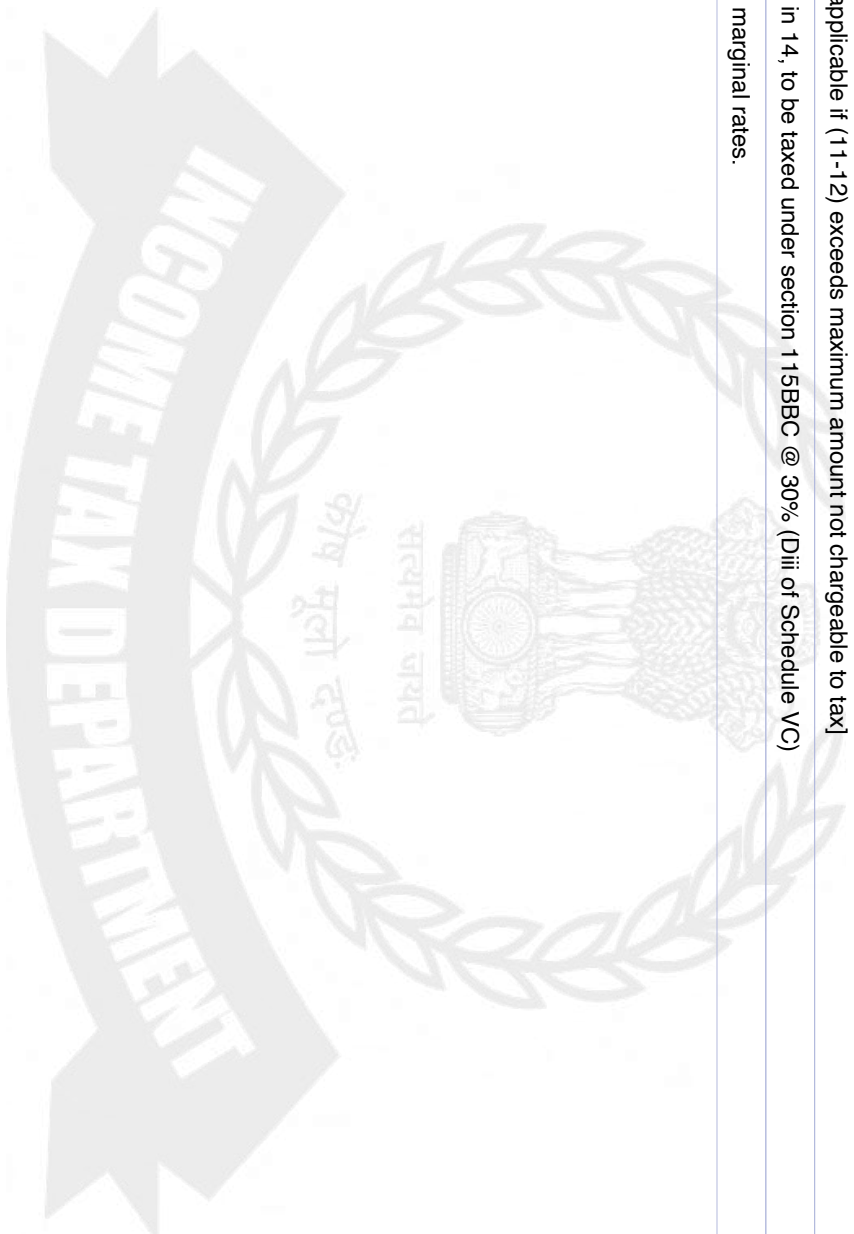 applicable if (11-12) exceeds maximum amount not chargeable to tax]
in 14, to be taxed under section 115BBC @ 30% (Diii of Schedule VC)
marginal rates.
सत्यमेव जयते
कोष मूलो दण्ड:
INCOME TAX DEPARTMENT